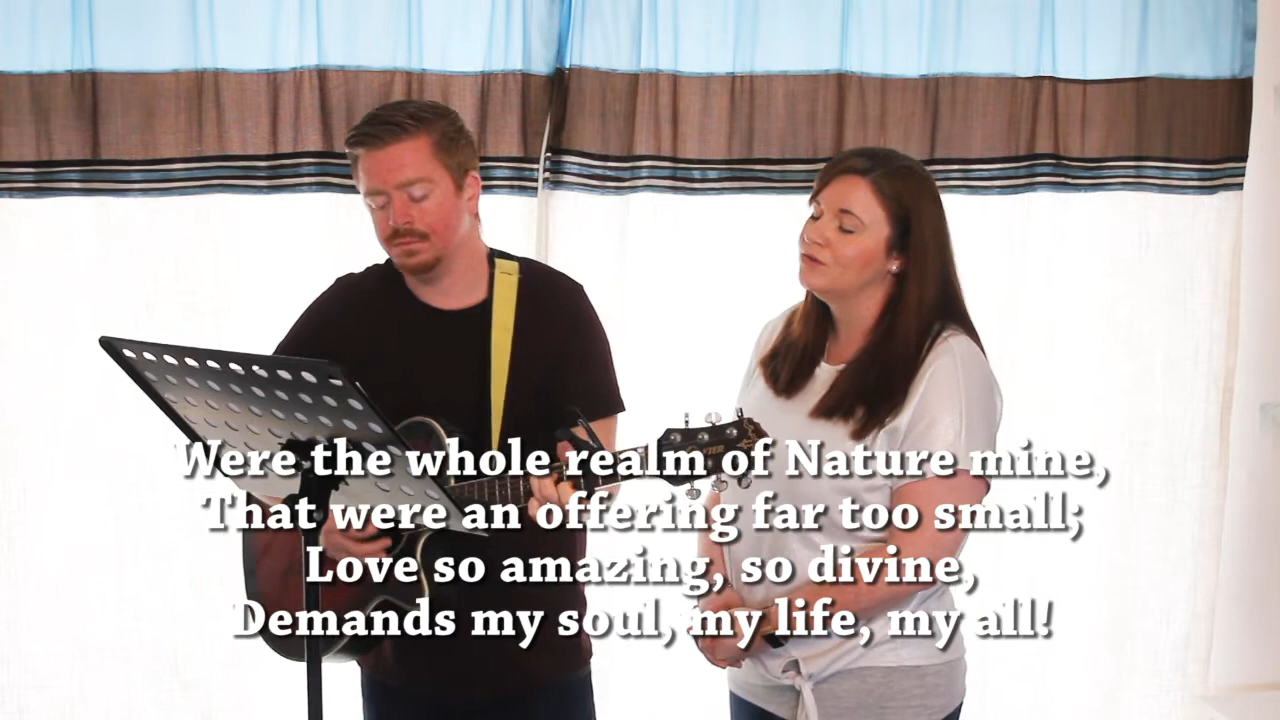 Were the whole realm of Nature mine,
That were an offering far too small;
Love so amazing, so divine,
Demands my soul, my life, my all!